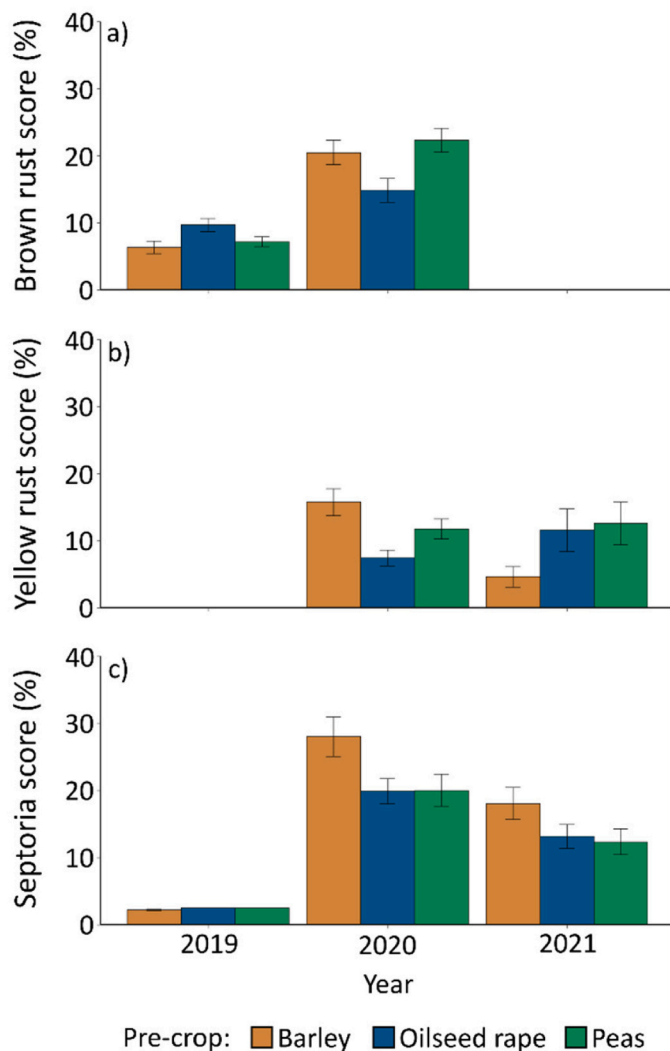 a)
Brown rust score (%)
40
30
20
10
0
b)
Yellow rust score (%)
40
30
20
10
0
c)
Septoria score (%)
40
30
20
10
0
2019 2020 2021
Year
Pre-crop: Barley Oilseed rape Peas